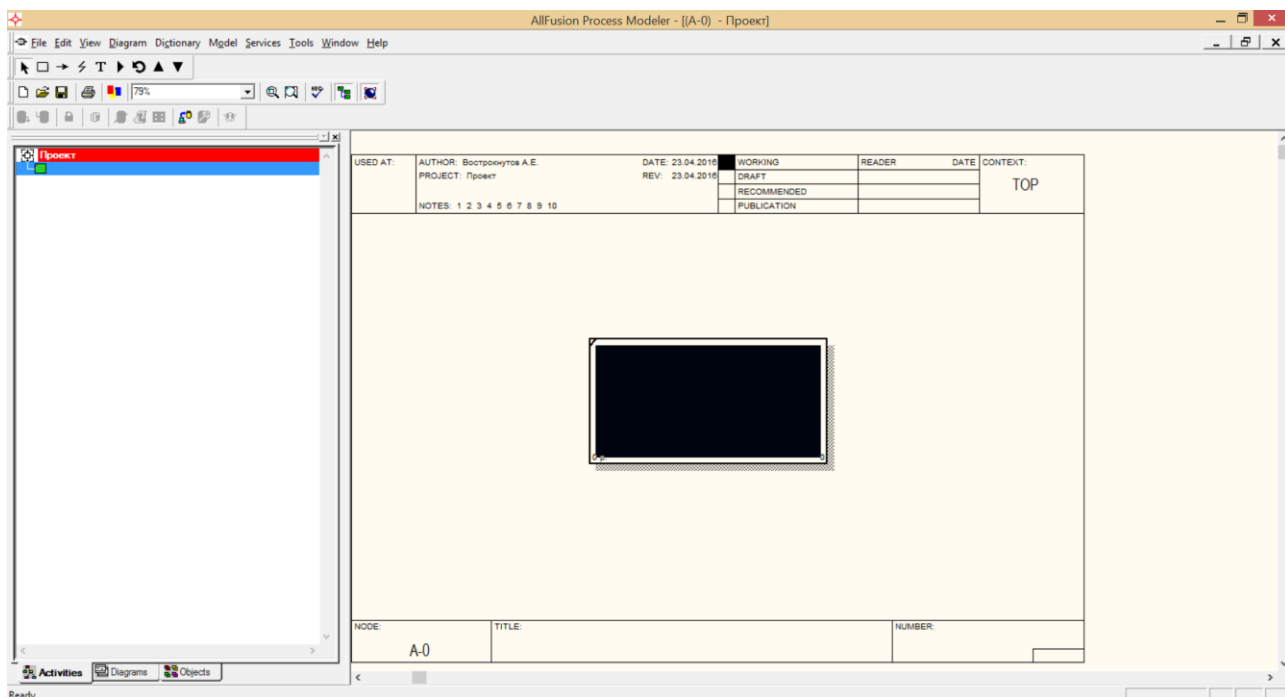 AllFusion Process Modeler - [(A-0) - Проект]
File Edit View Diagram Dictionary Model Services Tools Window Help
79%
Проект
USED AT: AUTHOR: Вострокнутов А.Е. DATE: 23.04.2016 WORKING READER DATE CONTEXT:
PROJECT: Проект REV: 23.04.2016 DRAFT
TOP
RECOMMENDED
NOTES: 1 2 3 4 5 6 7 8 9 10 PUBLICATION
0 р. 0
NODE: TITLE: NUMBER:
A-0
Activities Diagrams Objects
Ready